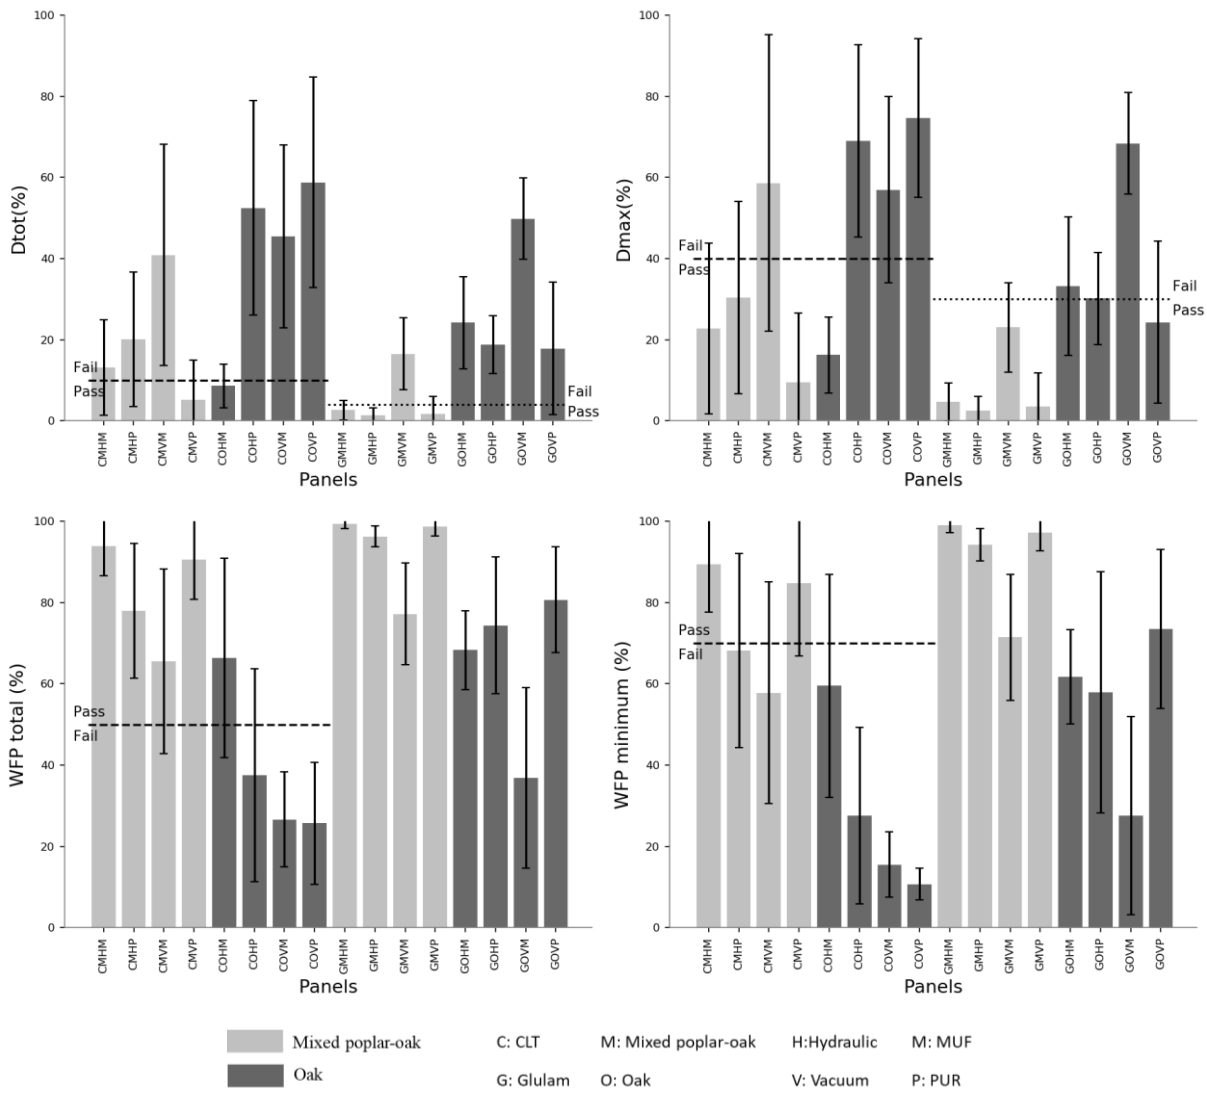 100
80
60
40
20
0
Dtot(%)
Fail
Pass
Fail
Pass
CMHM
CMHP
CMVM
CMVP
COHM
COHP
COVM
COVP
GMHM
GMHP
GMVM
GMVP
GOHM
GOHP
GOVM
GOVP
Panels
100
80
60
40
20
0
Dmax(%)
Fail
Pass
Fail
Pass
CMHM
CMHP
CMVM
CMVP
COHM
COHP
COVM
COVP
GMHM
GMHP
GMVM
GMVP
GOHM
GOHP
GOVM
GOVP
Panels
100
80
60
40
20
0
WFP total (%)
Pass
Fail
CMHM
CMHP
CMVM
CMVP
COHM
COHP
COVM
COVP
GMHM
GMHP
GMVM
GMVP
GOHM
GOHP
GOVM
GOVP
Panels
100
80
60
40
20
0
WFP minimum (%)
Pass
Fail
CMHM
CMHP
CMVM
CMVP
COHM
COHP
COVM
COVP
GMHM
GMHP
GMVM
GMVP
GOHM
GOHP
GOVM
GOVP
Panels
Mixed poplar-oak C: CLT M: Mixed poplar-oak H:Hydraulic M: MUF
Oak G: Glulam O: Oak V: Vacuum P: PUR